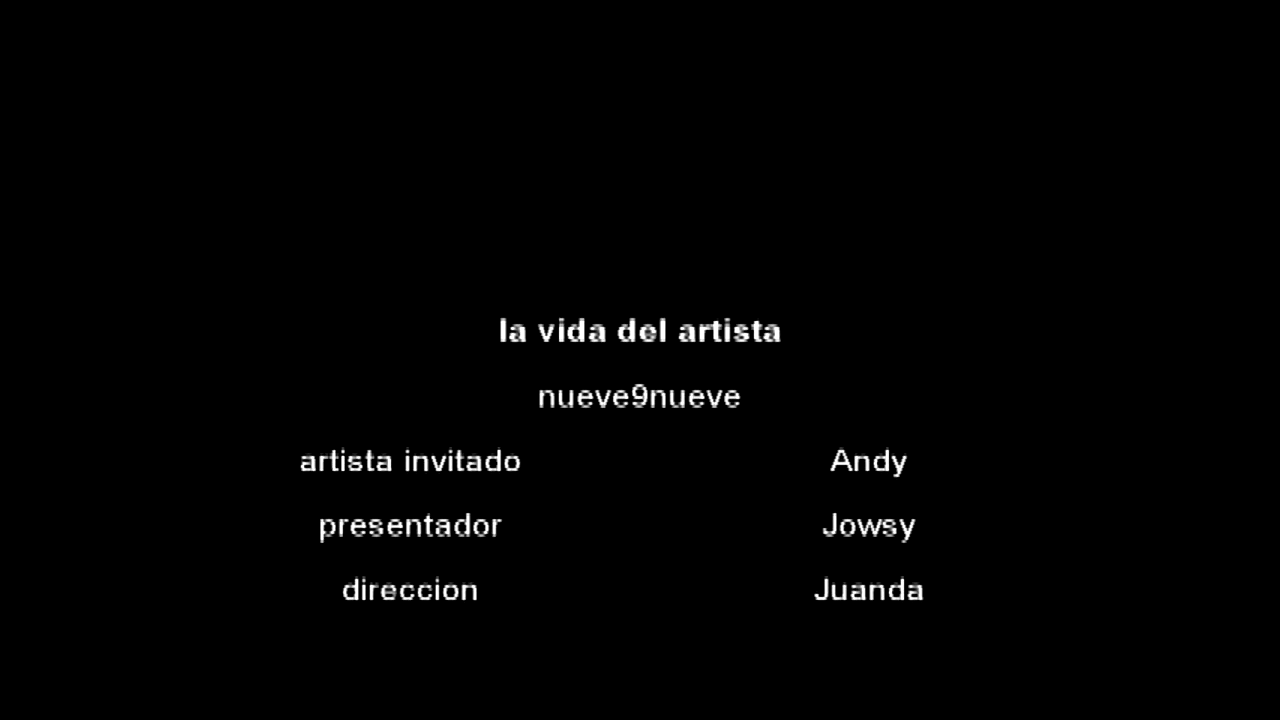 la vida del artista
nueve9nueve
artista invitado Andy
presentador Jowsy
direccion Juanda